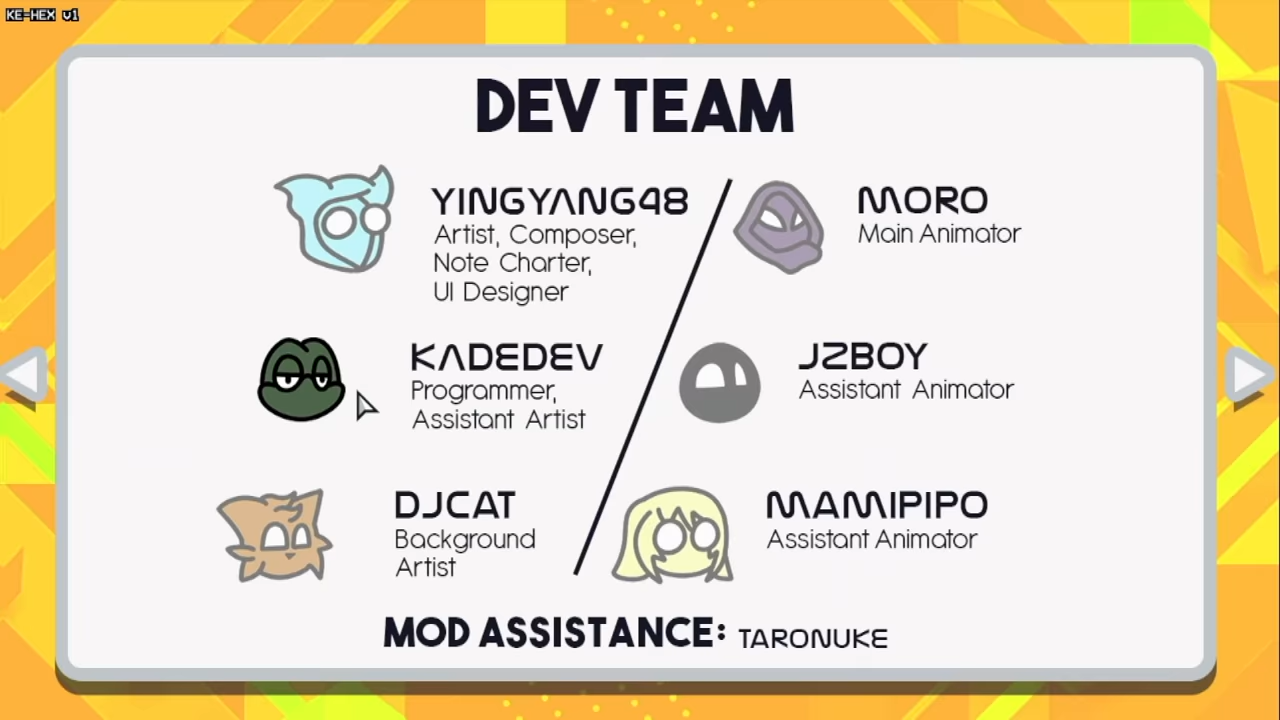 KE-HEX v1
DEV TEAM
YINGYANG48
Artist, Composer,
Note Charter,
UI Designer
KADEDEV
Programmer,
Assistant Artist
DJCAT
Background
Artist
MORO
Main Animator
JZBOY
Assistant Animator
MAMIPIPO
Assistant Animator
MOD ASSISTANCE: TARONUKE